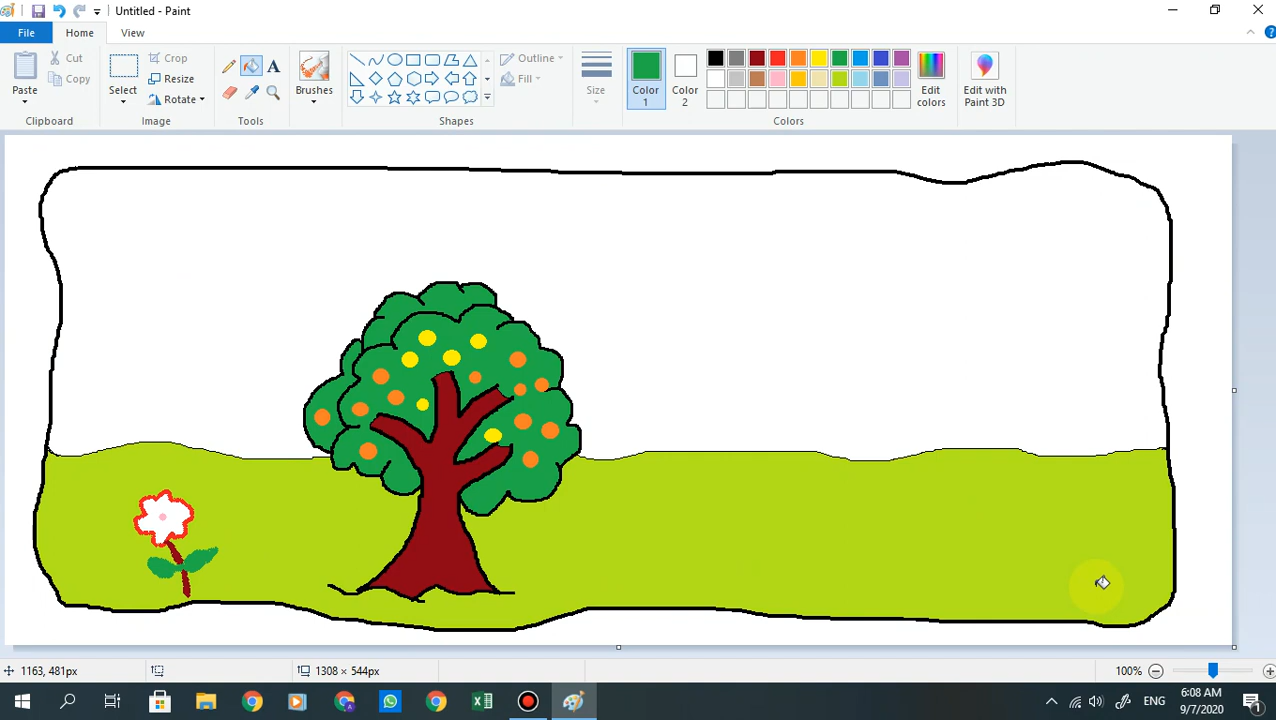 Untitled - Paint
File
Home
View
Paste
Cut
Copy
Clipboard
Select
Crop
Resize
Rotate
Image
A
Tools
Brushes
Shapes
Outline
Fill
Size
Color
1
Color
2
Edit
colors
Colors
Edit with
Paint 3D
1163, 481px
1308 × 544px
100%
ENG
6:08 AM
9/7/2020
1